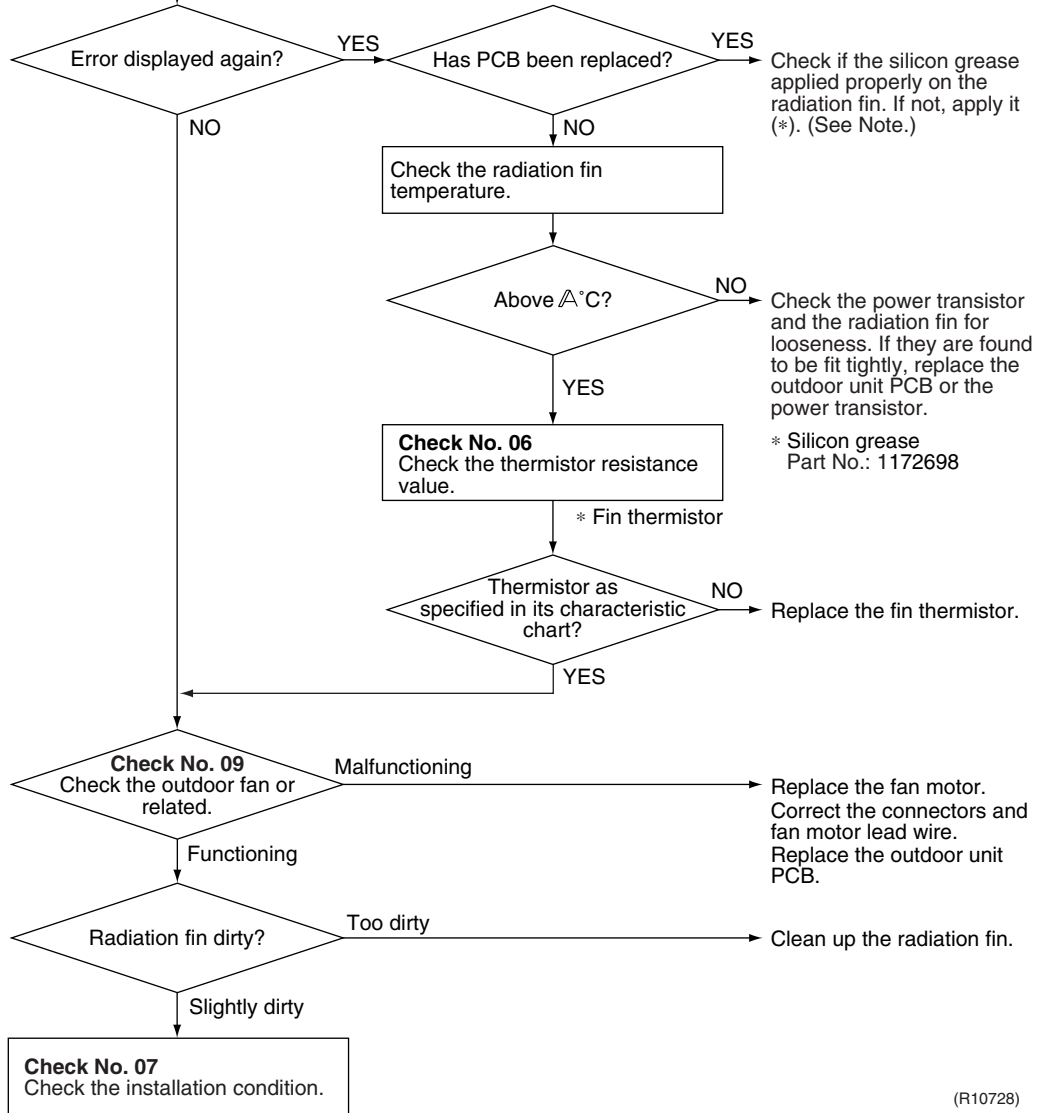 Error displayed again?
YES
Has PCB been replaced?
YES
Check if the silicon grease
applied properly on the
radiation fin. If not, apply it
(∗). (See Note.)
NO
NO
Check the radiation fin
temperature.
Above 𝔸°C?
NO
Check the power transistor
and the radiation fin for
looseness. If they are found
to be fit tightly, replace the
outdoor unit PCB or the
power transistor.
∗ Silicon grease
Part No.: 1172698
YES
Check No. 06
Check the thermistor resistance
value.
∗ Fin thermistor
Thermistor as
specified in its characteristic
chart?
NO
Replace the fin thermistor.
YES
Check No. 09
Check the outdoor fan or
related.
Malfunctioning
Replace the fan motor.
Correct the connectors and
fan motor lead wire.
Replace the outdoor unit
PCB.
Functioning
Radiation fin dirty?
Too dirty
Clean up the radiation fin.
Slightly dirty
Check No. 07
Check the installation condition.
(R10728)